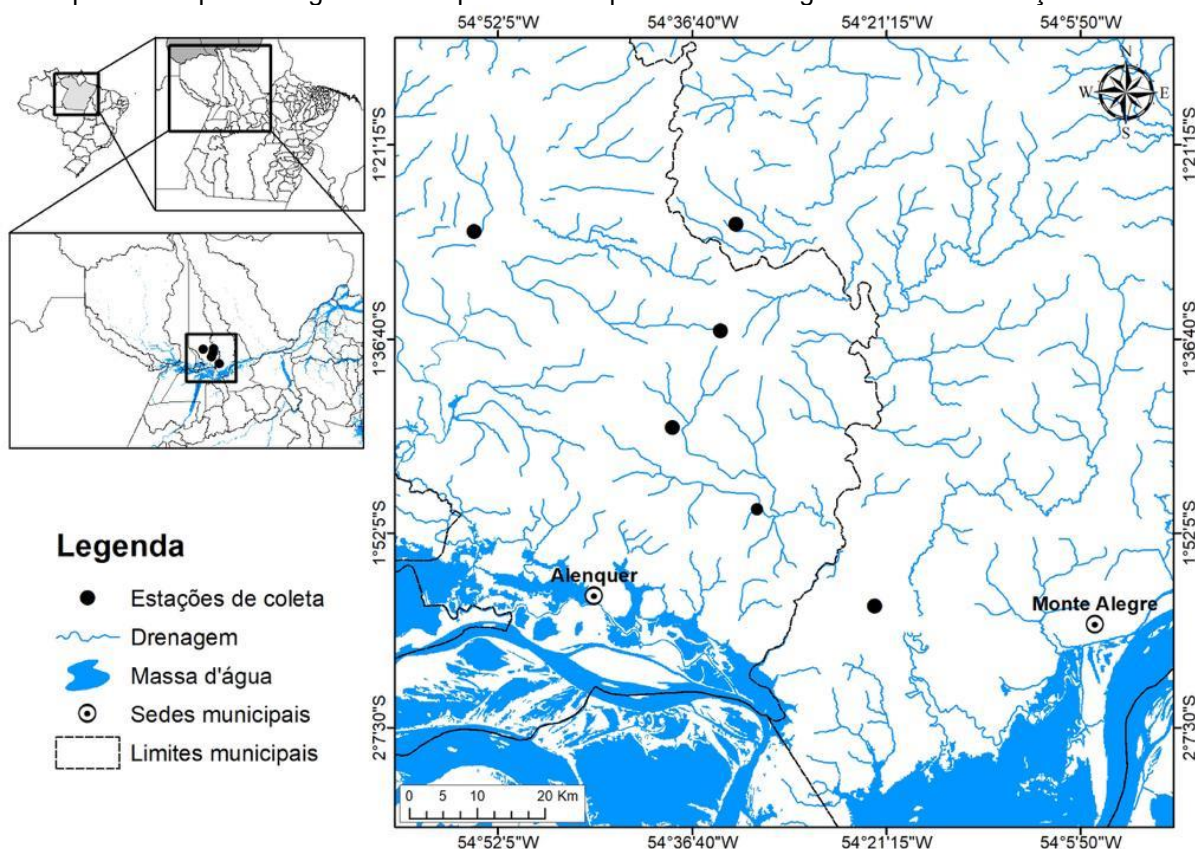 54°52'5"W 54°36'40"W 54°21'15"W 54°5'50"W
N
W E
S
1°21'15"S 1°21'15"S
1°36'40"S 1°36'40"S
1°52'5"S 1°52'5"S
2°7'30"S 2°7'30"S
Alenquer
Monte Alegre
Legenda
Estações de coleta
Drenagem
Massa d'água
Sedes municipais
Limites municipais
0 5 10 20 Km
54°52'5"W 54°36'40"W 54°21'15"W 54°5'50"W